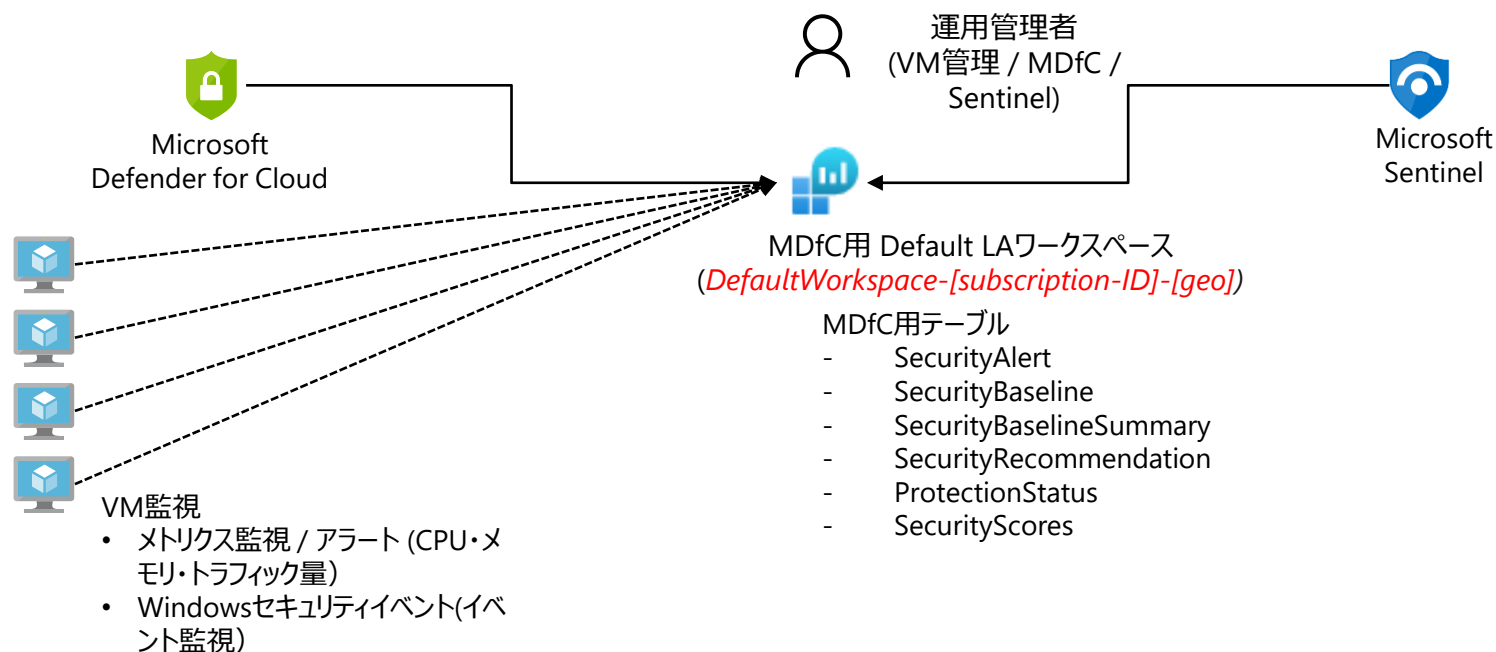 運用管理者
(VM管理 / MDfC /
Sentinel)
Microsoft
Defender for Cloud
Microsoft
Sentinel
MDfC用 Default LAワークスペース
(DefaultWorkspace-[subscription-ID]-[geo])
MDfC用テーブル
- SecurityAlert
- SecurityBaseline
- SecurityBaselineSummary
- SecurityRecommendation
- ProtectionStatus
- SecurityScores
VM監視
• メトリクス監視 / アラート (CPU・メ
モリ・トラフィック量）
• Windowsセキュリティイベント(イベ
ント監視）